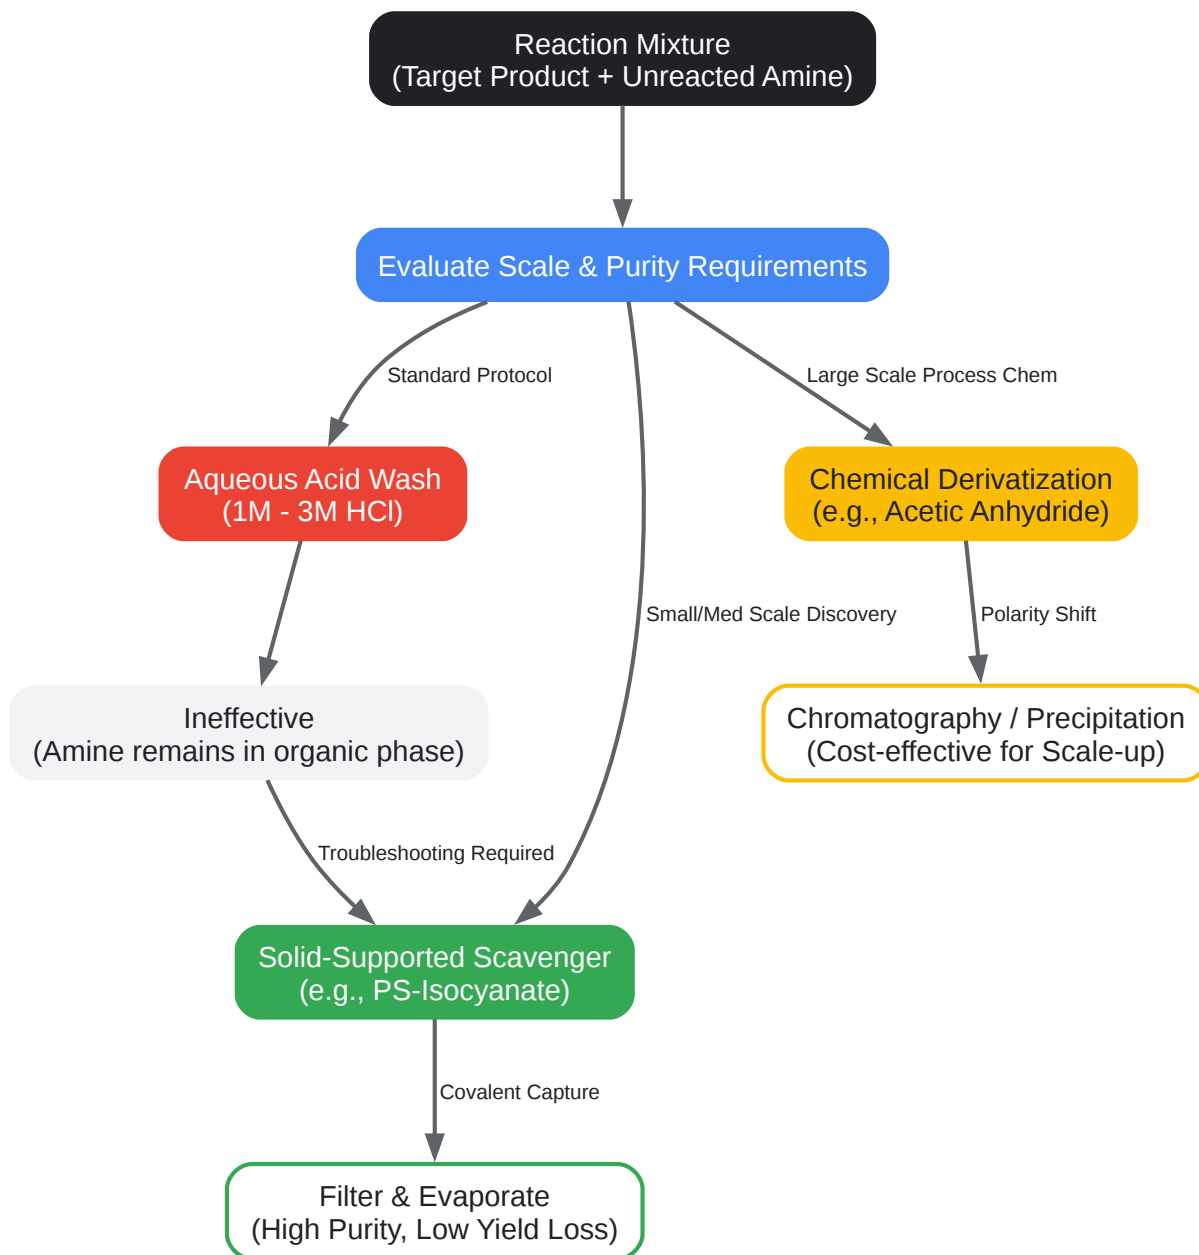 Reaction Mixture
(Target Product + Unreacted Amine)
Evaluate Scale & Purity Requirements
Standard Protocol
Large Scale Process Chem
Aqueous Acid Wash
(1M - 3M HCl)
Chemical Derivatization
(e.g., Acetic Anhydride)
Small/Med Scale Discovery
Polarity Shift
Ineffective
(Amine remains in organic phase)
Chromatography / Precipitation
(Cost-effective for Scale-up)
Troubleshooting Required
Solid-Supported Scavenger
(e.g., PS-Isocyanate)
Covalent Capture
Filter & Evaporate
(High Purity, Low Yield Loss)